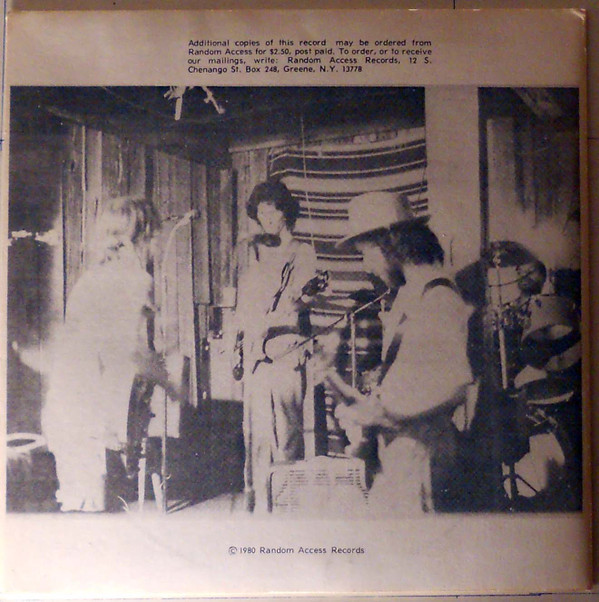 Additional copies of this record may be ordered from
Random Access for $2.50, post paid. To order, or to receive
our mailings, write: Random Access Records, 12 S.
Chenango St. Box 248, Greene, N.Y. 13778
©1980 Random Access Records